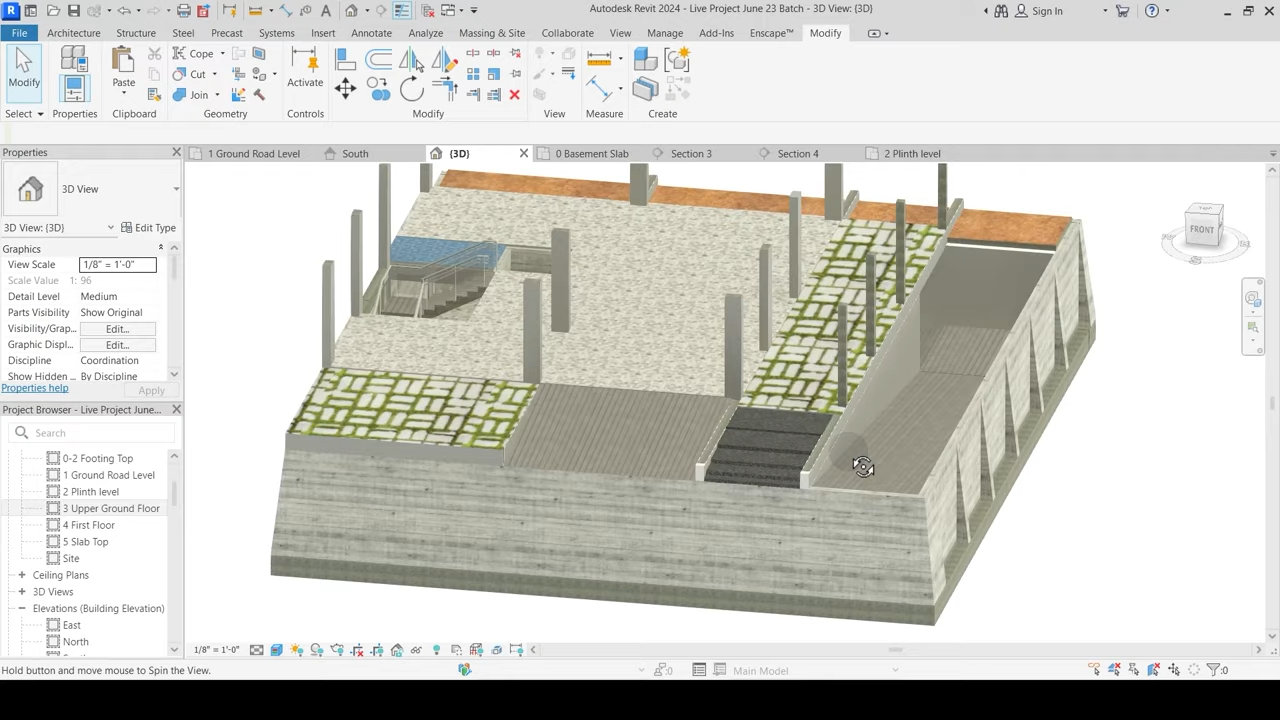 Autodesk Revit 2024 - Live Project June 23 Batch - 3D View: {3D}
Sign In
File
Architecture
Structure
Steel
Precast
Systems
Insert
Annotate
Analyze
Massing & Site
Collaborate
View
Manage
Add-Ins
Enscape™
Modify
Modify
Paste
Cope
Cut
Join
Activate
Select
Properties
Clipboard
Geometry
Controls
Modify
View
Measure
Create
Properties
1 Ground Road Level
South
{3D}
0 Basement Slab
Section 3
Section 4
2 Plinth level
3D View
3D View: {3D}
Edit Type
Graphics
View Scale
1/8" = 1'-0"
Scale Value 1:
96
Detail Level
Medium
Parts Visibility
Show Original
Visibility/Grap...
Edit...
Graphic Displ...
Edit...
Discipline
Coordination
Show Hidden ...
By Discipline
Properties help
Apply
Project Browser - Live Project June...
Search
0-2 Footing Top
1 Ground Road Level
2 Plinth level
3 Upper Ground Floor
4 First Floor
5 Slab Top
Site
Ceiling Plans
3D Views
Elevations (Building Elevation)
East
North
TOP
FRONT
1/8" = 1'-0"
Hold button and move mouse to Spin the View.
:0
Main Model
:0